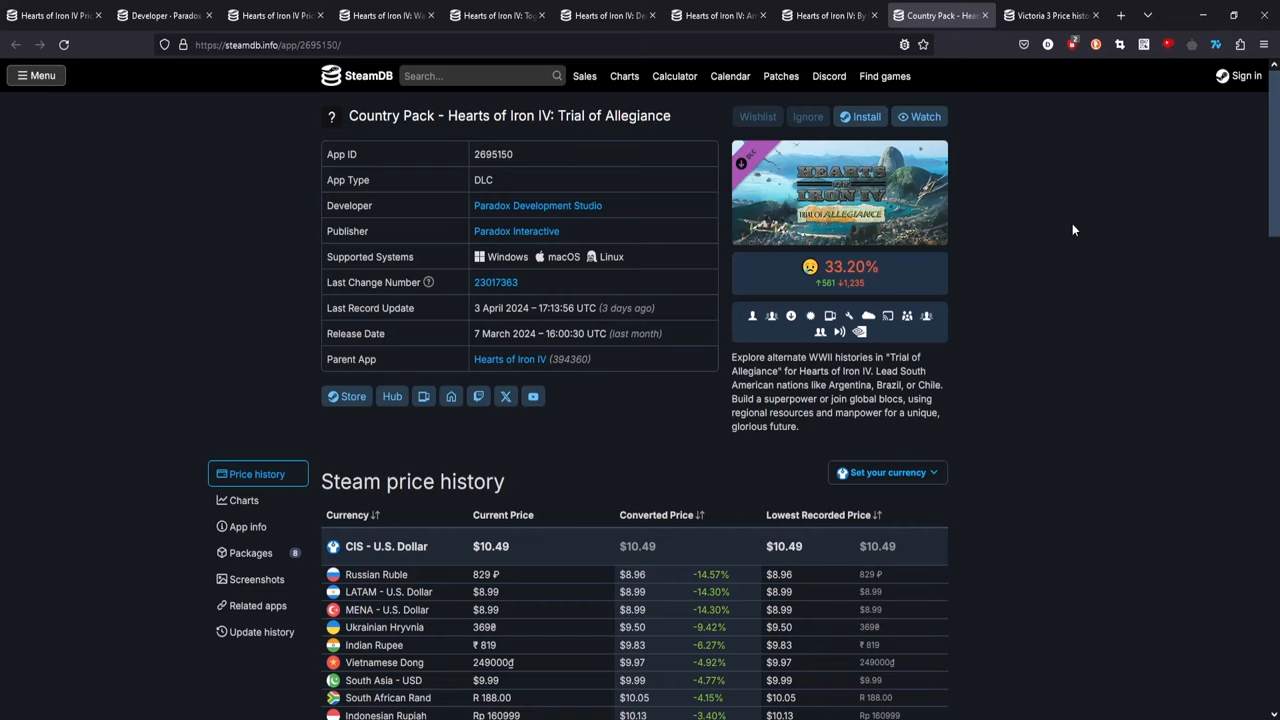 Hearts of Iron IV Pric
Developer · Paradox
Hearts of Iron IV Pric
Hearts of Iron IV: Wa
Hearts of Iron IV: Tog
Hearts of Iron IV: De
Hearts of Iron IV: An
Hearts of Iron IV: By
Country Pack - Hear
Victoria 3 Price histo
https://steamdb.info/app/2695150/
2
Menu
SteamDB
Search...
Sales
Charts
Calculator
Calendar
Patches
Discord
Find games
Sign in
? Country Pack - Hearts of Iron IV: Trial of Allegiance
Wishlist
Ignore
Install
Watch
App ID 2695150
App Type DLC
Developer Paradox Development Studio
Publisher Paradox Interactive
Supported Systems Windows macOS Linux
Last Change Number 23017363
Last Record Update 3 April 2024 – 17:13:56 UTC (3 days ago)
Release Date 7 March 2024 – 16:00:30 UTC (last month)
Parent App Hearts of Iron IV (394360)
Store
Hub
DLC
HEARTS
OF
IRON IV
TRIAL OF ALLEGIANCE
33.20%
↑561 ↓1,235
Explore alternate WWII histories in "Trial of
Allegiance" for Hearts of Iron IV. Lead South
American nations like Argentina, Brazil, or Chile.
Build a superpower or join global blocs, using
regional resources and manpower for a unique,
glorious future.
Price history
Charts
App info
Packages 8
Screenshots
Related apps
Update history
Steam price history
Set your currency
Currency Current Price Converted Price Lowest Recorded Price
CIS - U.S. Dollar $10.49 $10.49 $10.49 $10.49
Russian Ruble 829 ₽ $8.96 -14.57% $8.96 829 ₽
LATAM - U.S. Dollar $8.99 $8.99 -14.30% $8.99 $8.99
MENA - U.S. Dollar $8.99 $8.99 -14.30% $8.99 $8.99
Ukrainian Hryvnia 369₴ $9.50 -9.42% $9.50 369₴
Indian Rupee ₹ 819 $9.83 -6.27% $9.83 ₹ 819
Vietnamese Dong 249000₫ $9.97 -4.92% $9.97 249000₫
South Asia - USD $9.99 $9.99 -4.77% $9.99 $9.99
South African Rand R 188.00 $10.05 -4.15% $10.05 R 188.00
Indonesian Rupiah Rp 160999 $10.13 -3.40% $10.13 Rp 160999